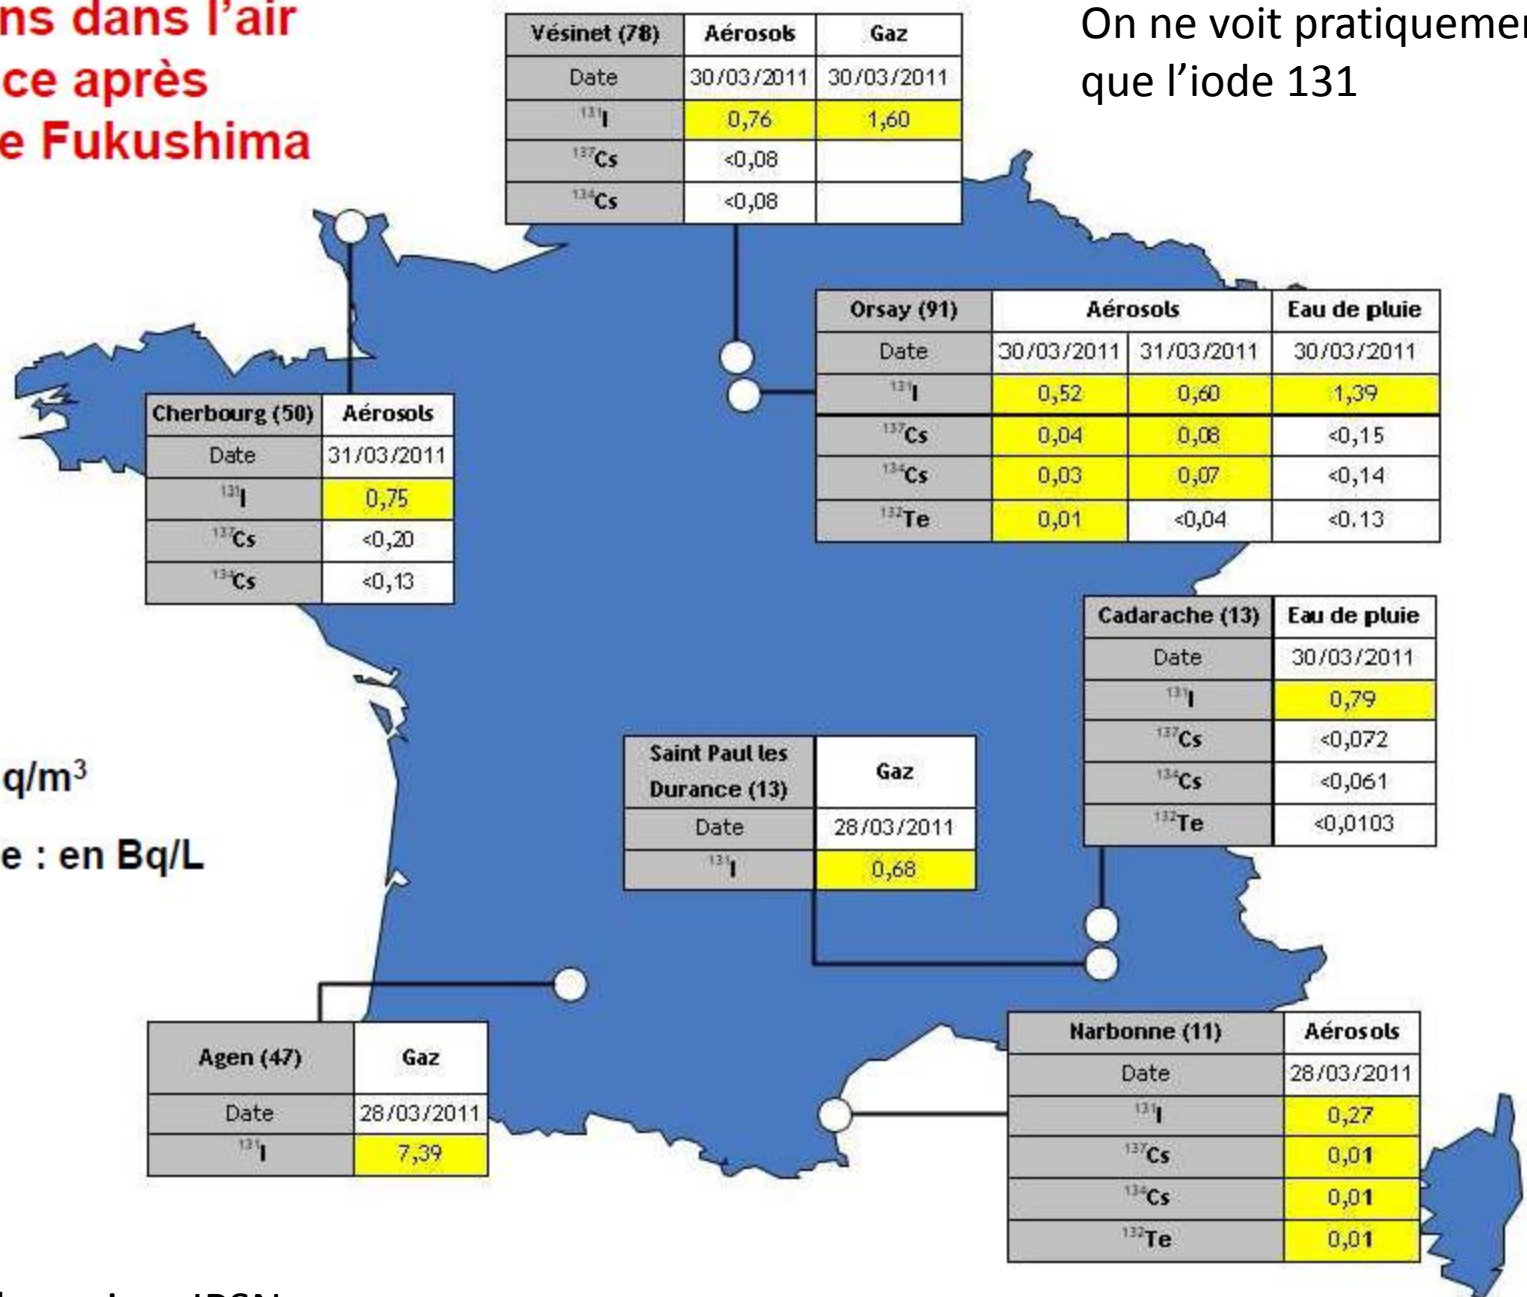 ns dans l'air
ce après
e Fukushima
On ne voit pratiquemen
que l'iode 131
Vésinet (78) Aérosols Gaz
Date 30/03/2011 30/03/2011
131I 0,76 1,60
137Cs <0,08
134Cs <0,08
Orsay (91) Aérosols Eau de pluie
Date 30/03/2011 31/03/2011 30/03/2011
131I 0,52 0,60 1,39
137Cs 0,04 0,08 <0,15
134Cs 0,03 0,07 <0,14
132Te 0,01 <0,04 <0.13
Cherbourg (50) Aérosols
Date 31/03/2011
131I 0,75
137Cs <0,20
134Cs <0,13
Cadarache (13) Eau de pluie
Date 30/03/2011
131I 0,79
137Cs <0,072
134Cs <0,061
132Te <0,0103
q/m³
e : en Bq/L
Saint Paul les
Durance (13) Gaz
Date 28/03/2011
131I 0,68
Agen (47) Gaz
Date 28/03/2011
131I 7,39
Narbonne (11) Aérosols
Date 28/03/2011
131I 0,27
137Cs 0,01
134Cs 0,01
132Te 0,01